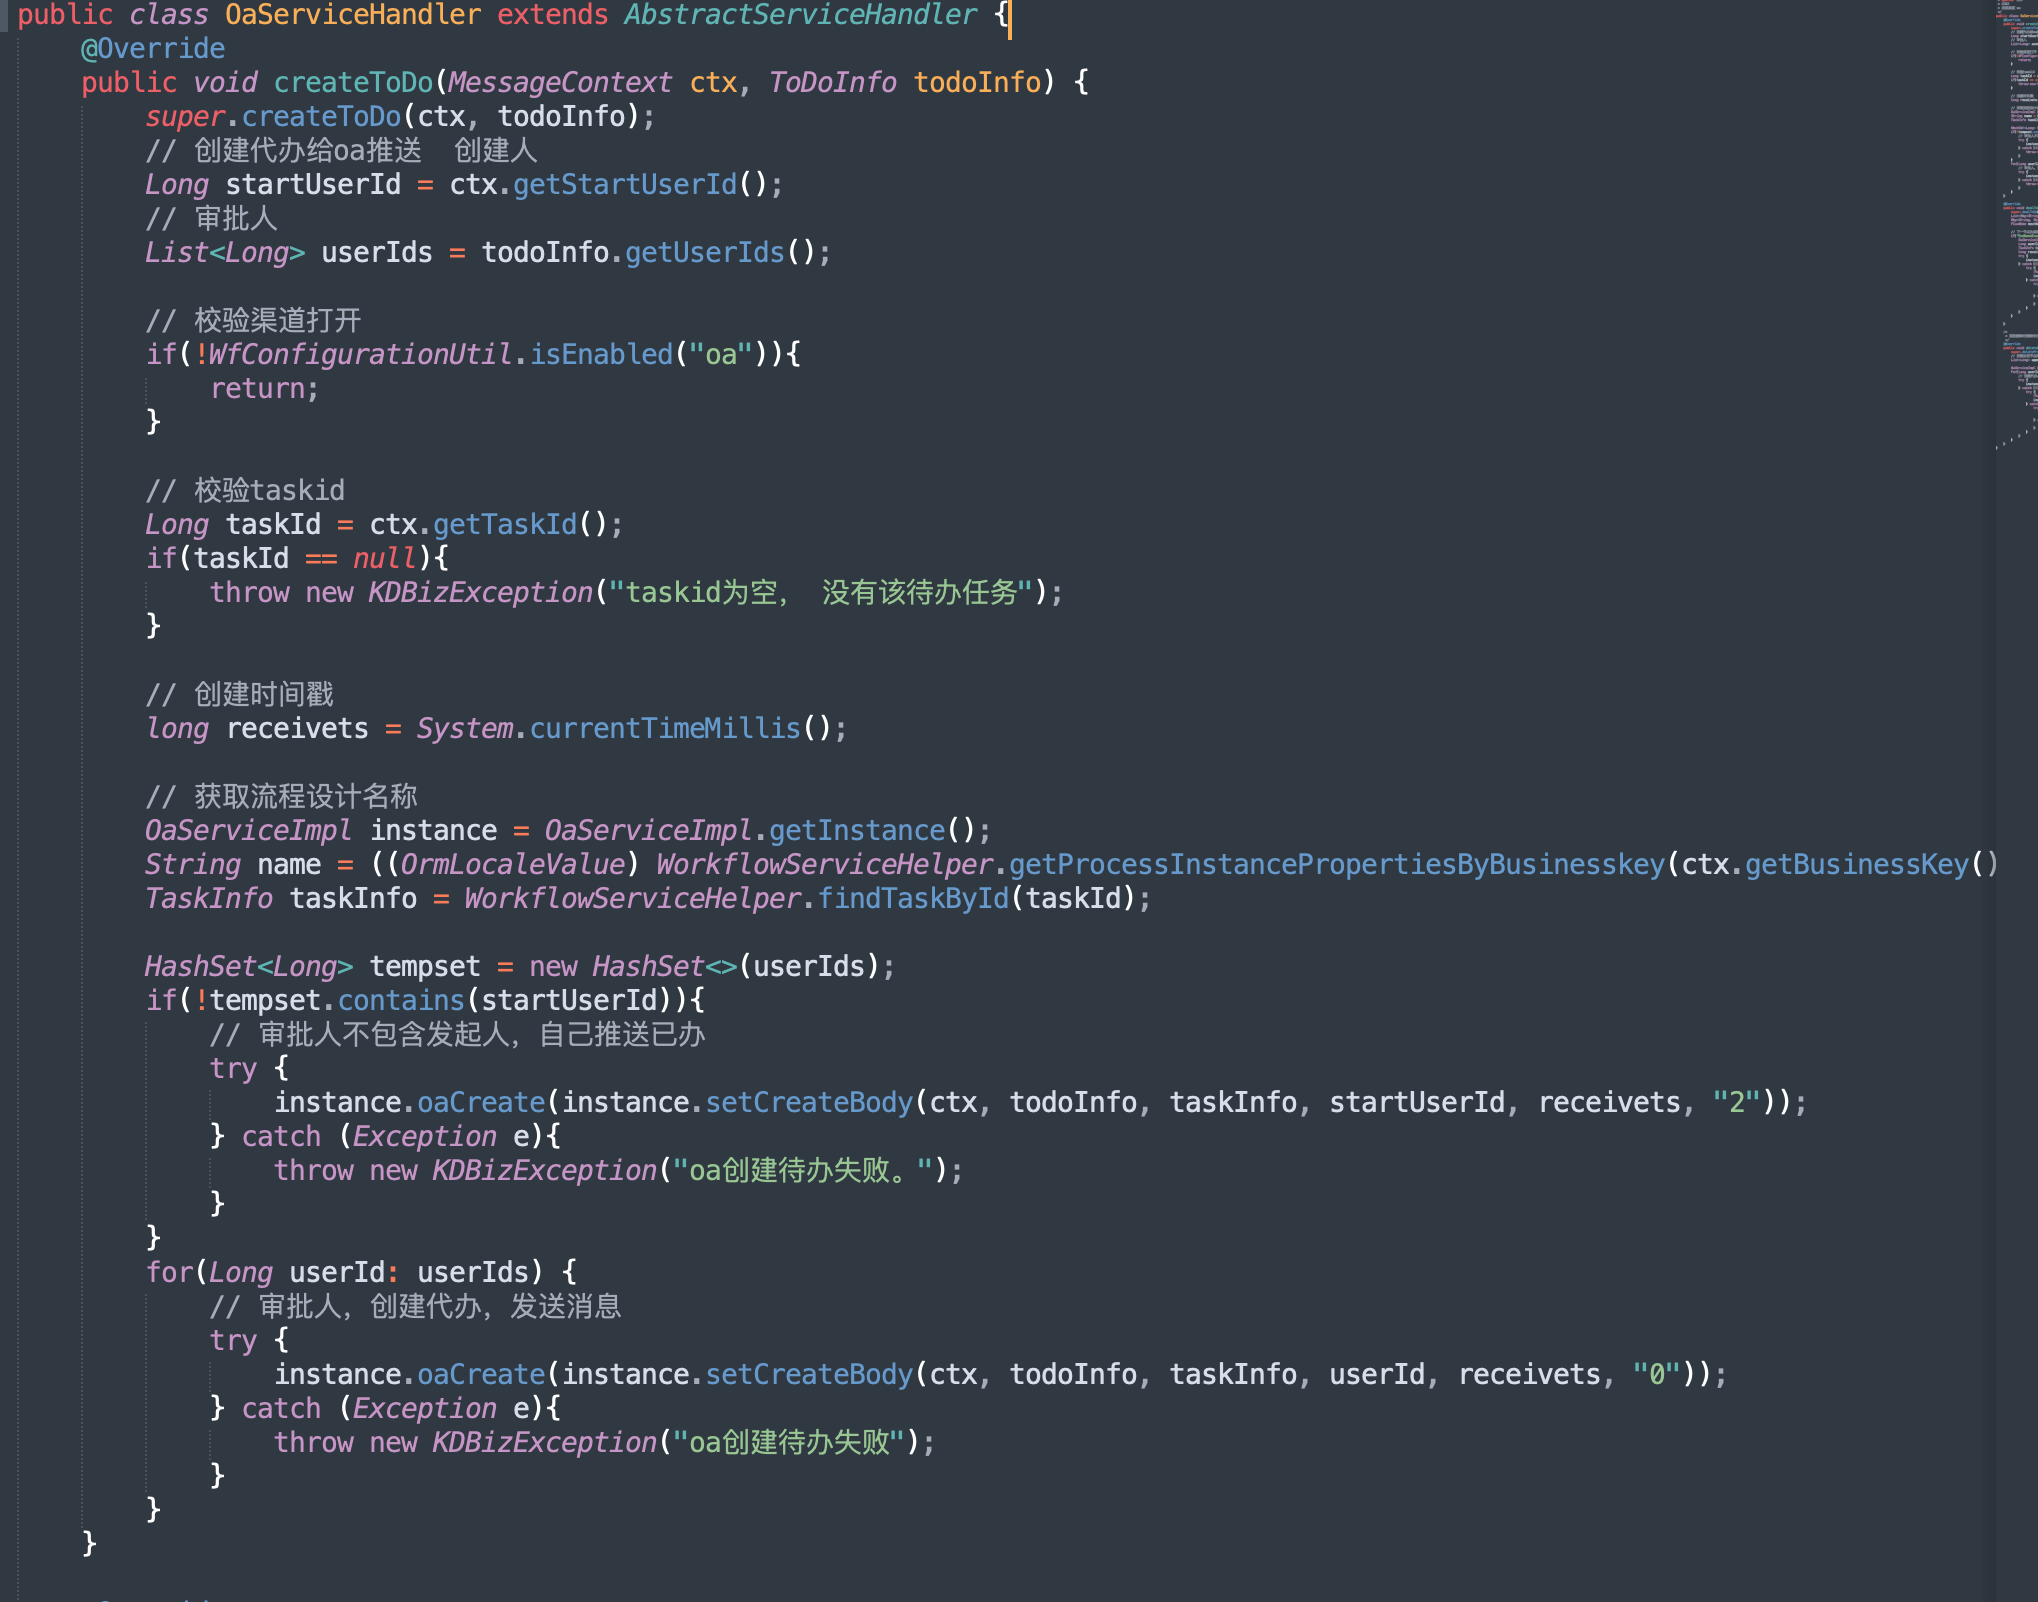 public class OaServiceHandler extends AbstractServiceHandler {
@Override
public void createToDo(MessageContext ctx, ToDoInfo todoInfo) {
super.createToDo(ctx, todoInfo);
// 创建代办给oa推送  创建人
Long startUserId = ctx.getStartUserId();
// 审批人
List<Long> userIds = todoInfo.getUserIds();
// 校验渠道打开
if(!WfConfigurationUtil.isEnabled("oa")){
return;
}
// 校验taskid
Long taskId = ctx.getTaskId();
if(taskId == null){
throw new KDBizException("taskid为空， 没有该待办任务");
}
// 创建时间戳
long receivets = System.currentTimeMillis();
// 获取流程设计名称
OaServiceImpl instance = OaServiceImpl.getInstance();
String name = ((OrmLocaleValue) WorkflowServiceHelper.getProcessInstancePropertiesByBusinesskey(ctx.getBusinessKey()
TaskInfo taskInfo = WorkflowServiceHelper.findTaskById(taskId);
HashSet<Long> tempset = new HashSet<>(userIds);
if(!tempset.contains(startUserId)){
// 审批人不包含发起人，自己推送已办
try {
instance.oaCreate(instance.setCreateBody(ctx, todoInfo, taskInfo, startUserId, receivets, "2"));
} catch (Exception e){
throw new KDBizException("oa创建待办失败。");
}
}
for(Long userId: userIds) {
// 审批人，创建代办，发送消息
try {
instance.oaCreate(instance.setCreateBody(ctx, todoInfo, taskInfo, userId, receivets, "0"));
} catch (Exception e){
throw new KDBizException("oa创建待办失败");
}
}
}